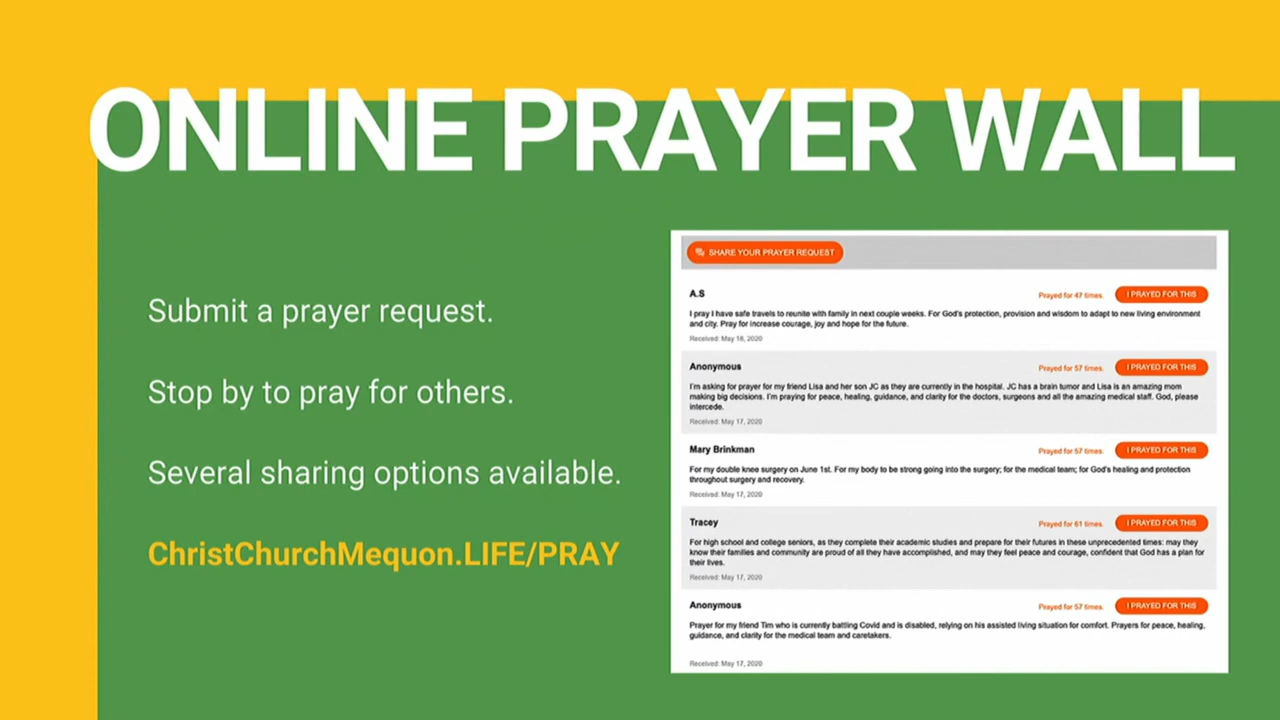 ONLINE PRAYER WALL
Submit a prayer request.
Stop by to pray for others.
Several sharing options available.
ChristChurchMequon.LIFE/PRAY
SHARE YOUR PRAYER REQUEST
A.S
Prayed for 47 times.
I PRAYED FOR THIS
I pray I have safe travels to reunite with family in next couple weeks. For God's protection, provision and wisdom to adapt to new living environment
and city. Pray for increase courage, joy and hope for the future.
Received: May 18, 2020
Anonymous
Prayed for 57 times.
I PRAYED FOR THIS
I'm asking for prayer for my friend Lisa and her son JC as they are currently in the hospital. JC has a brain tumor and Lisa is an amazing mom
making big decisions. I'm praying for peace, healing, guidance, and clarity for the doctors, surgeons and all the amazing medical staff. God, please
intercede.
Received: May 17, 2020
Mary Brinkman
Prayed for 57 times.
I PRAYED FOR THIS
For my double knee surgery on June 1st. For my body to be strong going into the surgery; for the medical team; for God's healing and protection
throughout surgery and recovery.
Received: May 17, 2020
Tracey
Prayed for 61 times.
I PRAYED FOR THIS
For high school and college seniors, as they complete their academic studies and prepare for their futures in these unprecedented times: may they
know their families and community are proud of all they have accomplished, and may they feel peace and courage, confident that God has a plan for
their lives.
Received: May 17, 2020
Anonymous
Prayed for 57 times.
I PRAYED FOR THIS
Prayer for my friend Tim who is currently battling Covid and is disabled, relying on his assisted living situation for comfort. Prayers for peace, healing,
guidance, and clarity for the medical team and caretakers.
Received: May 17, 2020